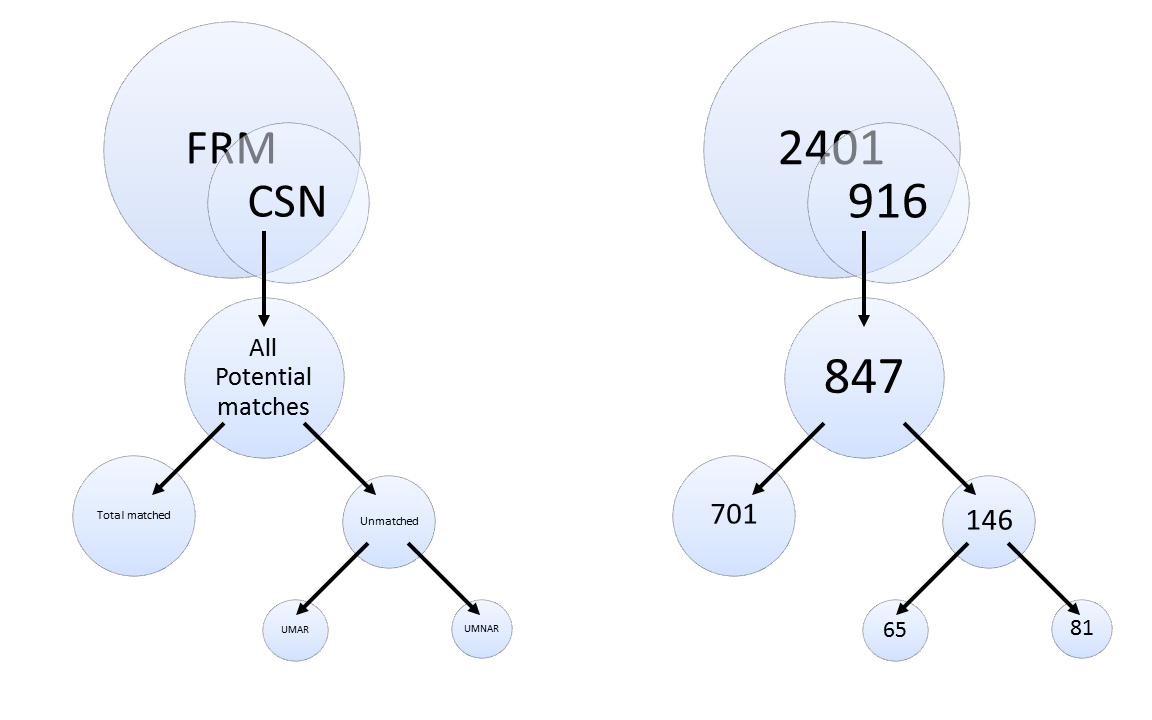 FRM
CSN
All
Potential
matches
Total matched
Unmatched
UMAR
UMNAR
2401
916
847
701
146
65
81